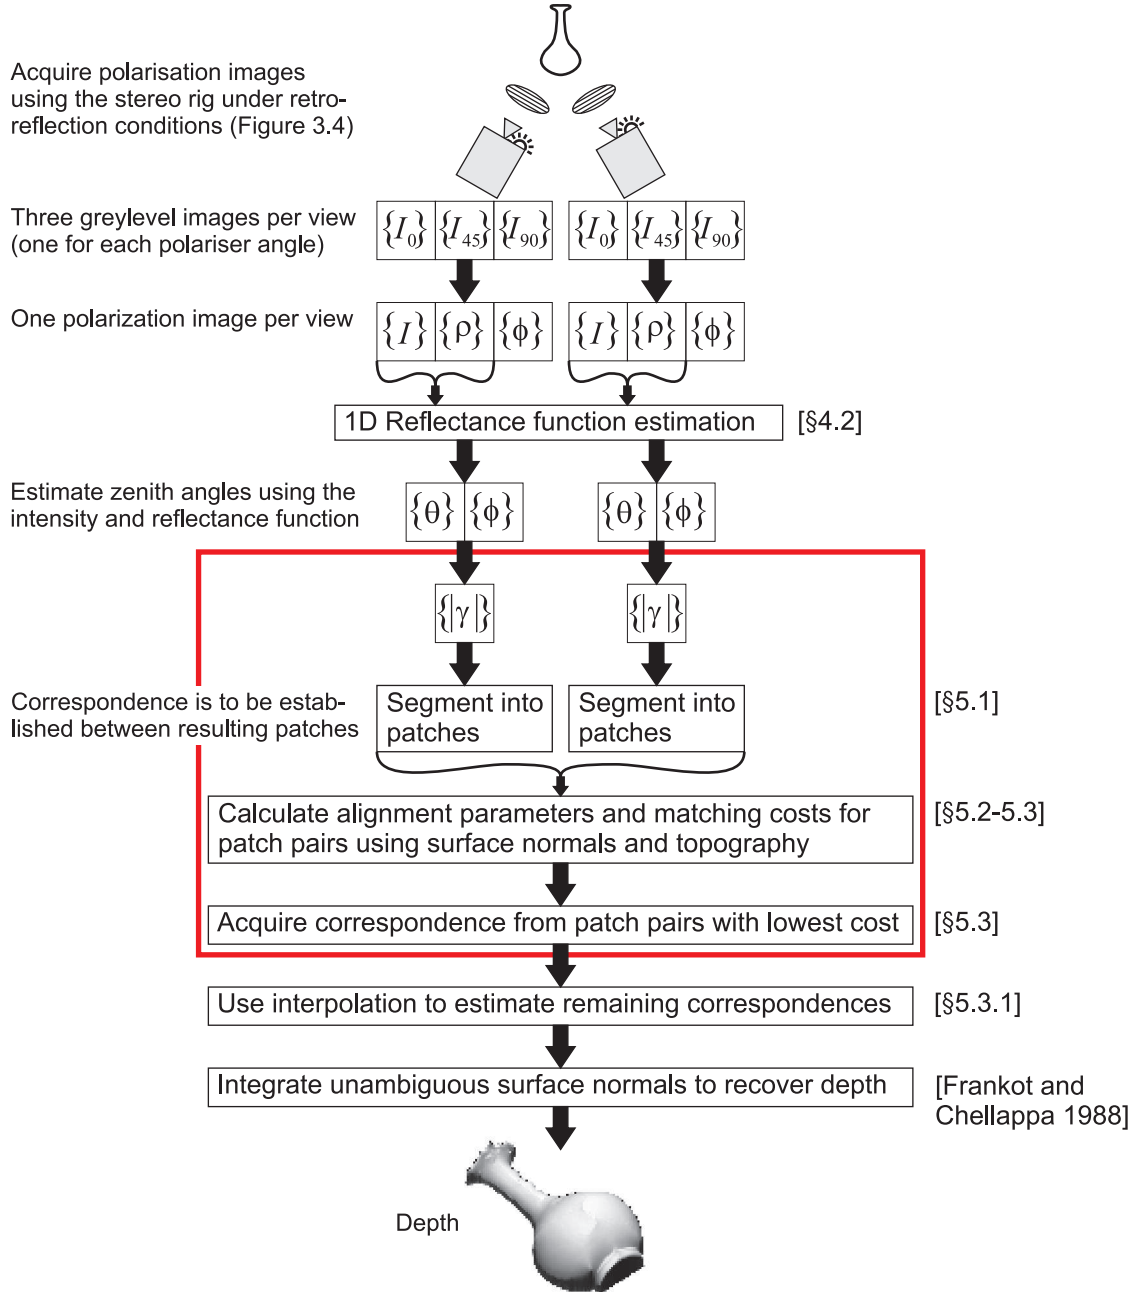 Acquire polarisation images
using the stereo rig under retro-
reflection conditions (Figure 3.4)
Three greylevel images per view
(one for each polariser angle)
{I₀} {I₄₅} {I₉₀} {I₀} {I₄₅} {I₉₀}
One polarization image per view
{I} {ρ} {ϕ} {I} {ρ} {ϕ}
1D Reflectance function estimation
[§4.2]
Estimate zenith angles using the
intensity and reflectance function
{θ} {ϕ} {θ} {ϕ}
{|γ|} {|γ|}
Correspondence is to be estab-
lished between resulting patches
Segment into
patches
Segment into
patches
[§5.1]
Calculate alignment parameters and matching costs for
patch pairs using surface normals and topography
[§5.2-5.3]
Acquire correspondence from patch pairs with lowest cost
[§5.3]
Use interpolation to estimate remaining correspondences
[§5.3.1]
Integrate unambiguous surface normals to recover depth
[Frankot and
Chellappa 1988]
Depth